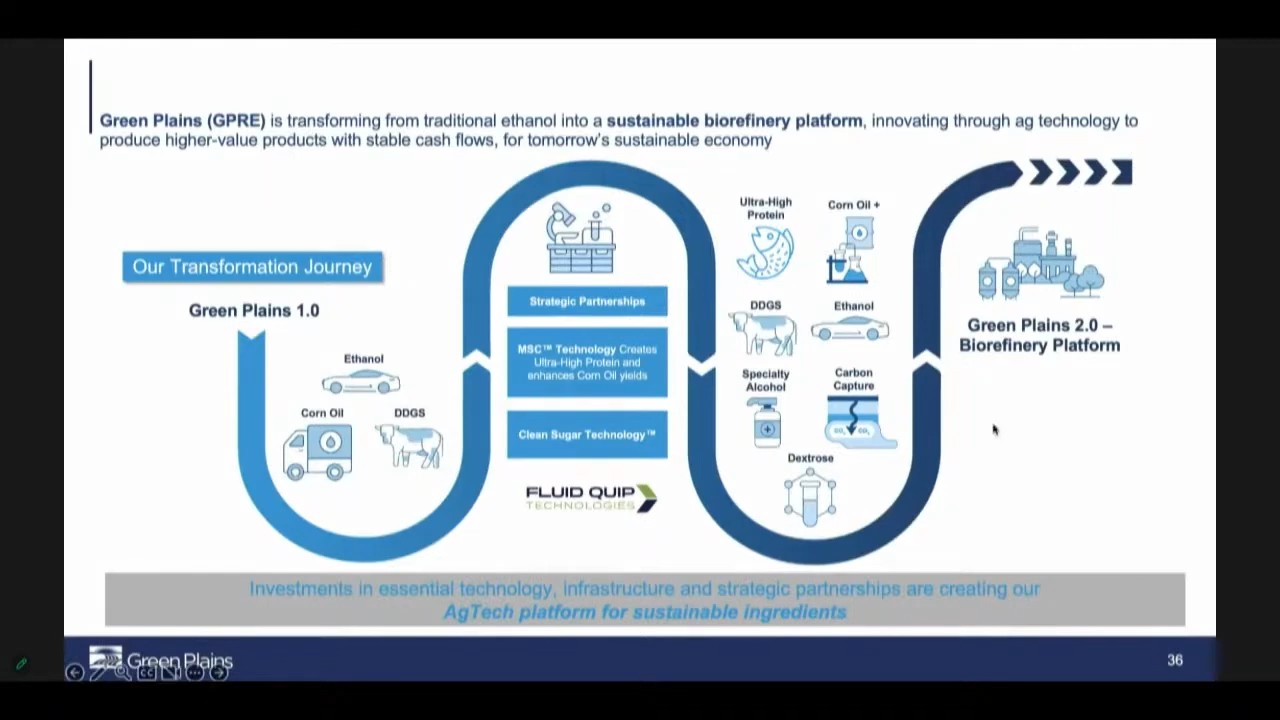 Green Plains (GPRE) is transforming from traditional ethanol into a sustainable biorefinery platform, innovating through ag technology to
produce higher-value products with stable cash flows, for tomorrow's sustainable economy
Our Transformation Journey
Green Plains 1.0
Ethanol
Corn Oil
DDGS
Strategic Partnerships
MSC™ Technology Creates
Ultra-High Protein and
enhances Corn Oil yields
Clean Sugar Technology™
FLUID QUIP
TECHNOLOGIES
Ultra-High
Protein
Corn Oil +
DDGS
Ethanol
Specialty
Alcohol
Carbon
Capture
CO₂
CO₂
Dextrose
Green Plains 2.0 –
Biorefinery Platform
Investments in essential technology, infrastructure and strategic partnerships are creating our
AgTech platform for sustainable ingredients
Green Plains
CC
36